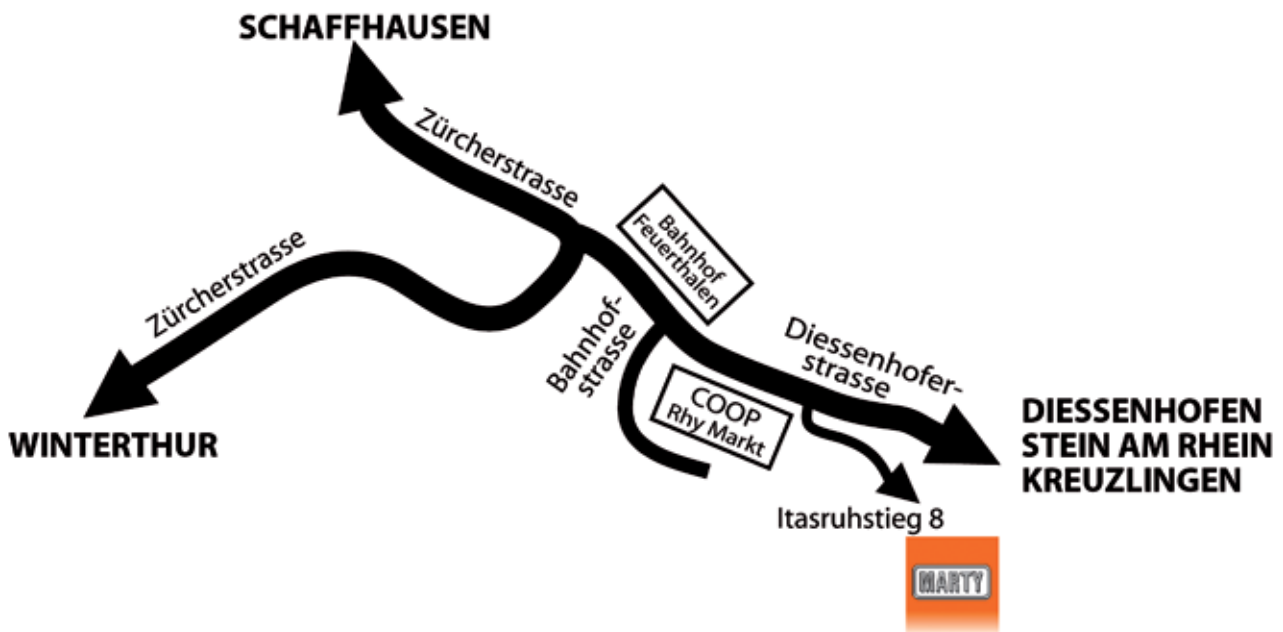 SCHAFFHAUSEN
Zürcherstrasse
Zürcherstrasse
Bahnhof
Feuerthalen
Bahnhof-
strasse
Diessenhofer-
strasse
COOP
Rhy Markt
WINTERTHUR
DIESSENHOFEN
STEIN AM RHEIN
KREUZLINGEN
Itasruhstieg 8
MARTY